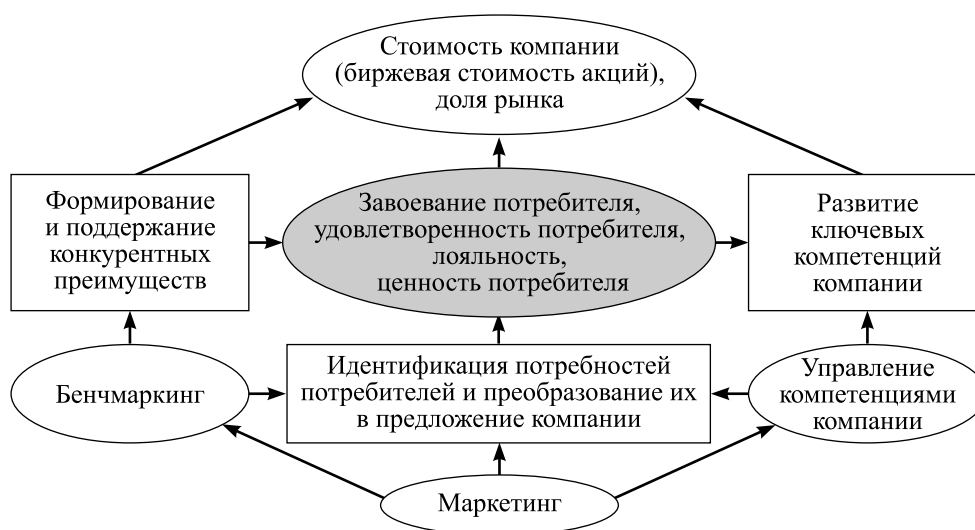 Стоимость компании
(биржевая стоимость акций),
доля рынка
Формирование
и поддержание
конкурентных
преимуществ
Завоевание потребителя,
удовлетворенность потребителя,
лояльность,
ценность потребителя
Развитие
ключевых
компетенций
компании
Бенчмаркинг
Идентификация потребностей
потребителей и преобразование их
в предложение компании
Управление
компетенциями
компании
Маркетинг